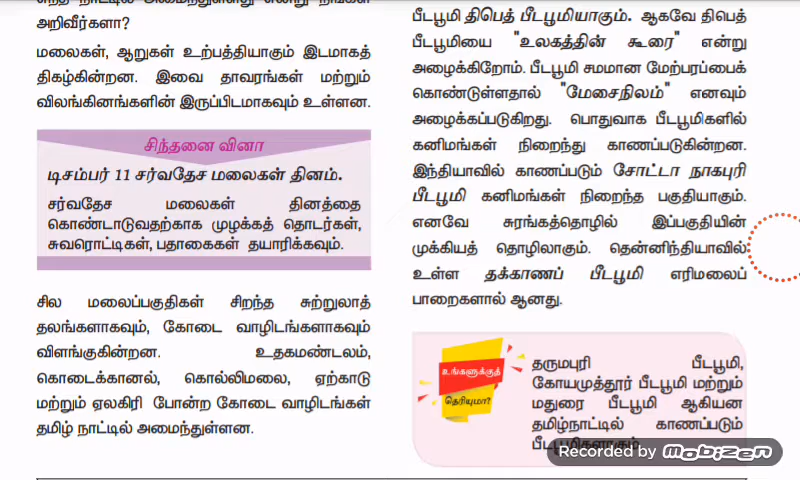 எந்த நாட்டில் அமைந்துள்ளது என்று நீங்கள்
அறிவீர்களா?
மலைகள், ஆறுகள் உற்பத்தியாகும் இடமாகத்
திகழ்கின்றன. இவை தாவரங்கள் மற்றும்
விலங்கினங்களின் இருப்பிடமாகவும் உள்ளன.
சிந்தனை வினா
டிசம்பர் 11 சர்வதேச மலைகள் தினம்.
சர்வதேச மலைகள் தினத்தை
கொண்டாடுவதற்காக முழக்கத் தொடர்கள்,
சுவரொட்டிகள், பதாகைகள் தயாரிக்கவும்.
சில மலைப்பகுதிகள் சிறந்த சுற்றுலாத்
தலங்களாகவும், கோடை வாழிடங்களாகவும்
விளங்குகின்றன. உதகமண்டலம்,
கொடைக்கானல், கொல்லிமலை, ஏற்காடு
மற்றும் ஏலகிரி போன்ற கோடை வாழிடங்கள்
தமிழ் நாட்டில் அமைந்துள்ளன.
பீடபூமி திபெத் பீடபூமியாகும். ஆகவே திபெத்
பீடபூமியை "உலகத்தின் கூரை" என்று
அழைக்கிறோம். பீடபூமி சமமான மேற்பரப்பைக்
கொண்டுள்ளதால் "மேசைநிலம்" எனவும்
அழைக்கப்படுகிறது. பொதுவாக பீடபூமிகளில்
கனிமங்கள் நிறைந்து காணப்படுகின்றன.
இந்தியாவில் காணப்படும் சோட்டா நாகபுரி
பீடபூமி கனிமங்கள் நிறைந்த பகுதியாகும்.
எனவே சுரங்கத்தொழில் இப்பகுதியின்
முக்கியத் தொழிலாகும். தென்னிந்தியாவில்
உள்ள தக்காணப் பீடபூமி எரிமலைப்
பாறைகளால் ஆனது.
உங்களுக்குத்
தெரியுமா?
தருமபுரி பீடபூமி,
கோயமுத்தூர் பீடபூமி மற்றும்
மதுரை பீடபூமி ஆகியன
தமிழ்நாட்டில் காணப்படும்
பீடபூமிகளாகும்.
Recorded by mobizen